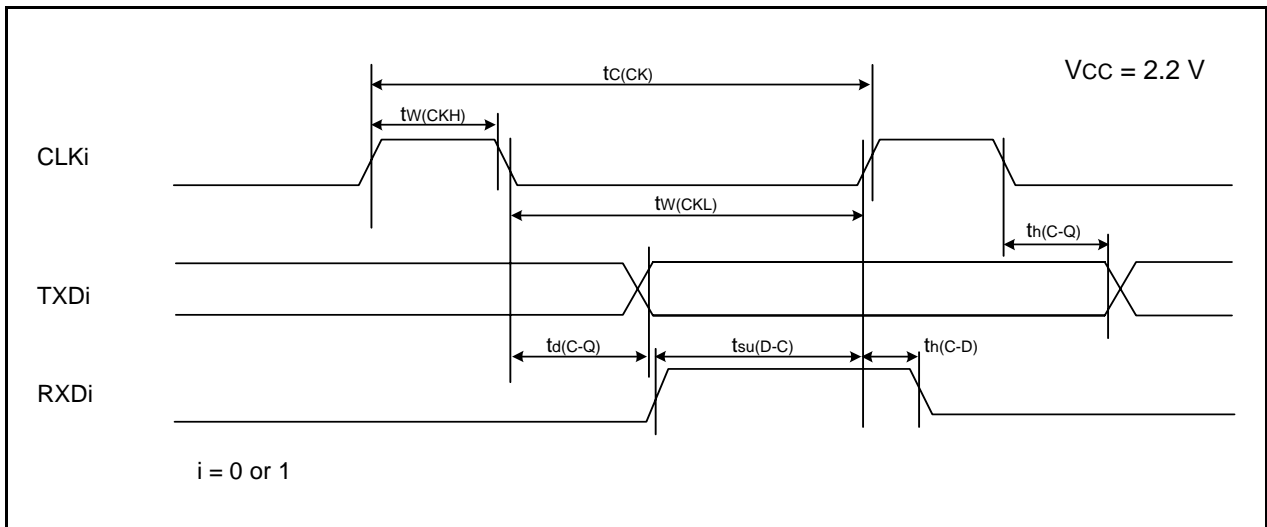 VCC = 2.2 V
tC(CK)
tW(CKH)
CLKi
tW(CKL)
th(C-Q)
TXDi
td(C-Q)
tsu(D-C)
th(C-D)
RXDi
i = 0 or 1